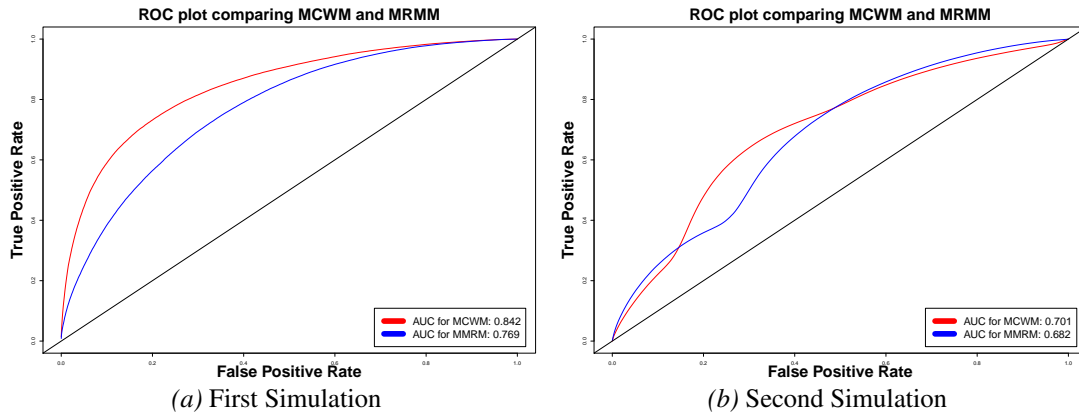 ROC plot comparing MCWM and MRMM
True Positive Rate
1.0
0.8
0.6
0.4
0.2
0.0
0.0 0.2 0.4 0.6 0.8 1.0
False Positive Rate
AUC for MCWM: 0.842
AUC for MMRM: 0.769
(a) First Simulation
ROC plot comparing MCWM and MRMM
True Positive Rate
1.0
0.8
0.6
0.4
0.2
0.0
0.0 0.2 0.4 0.6 0.8 1.0
False Positive Rate
AUC for MCWM: 0.701
AUC for MMRM: 0.682
(b) Second Simulation